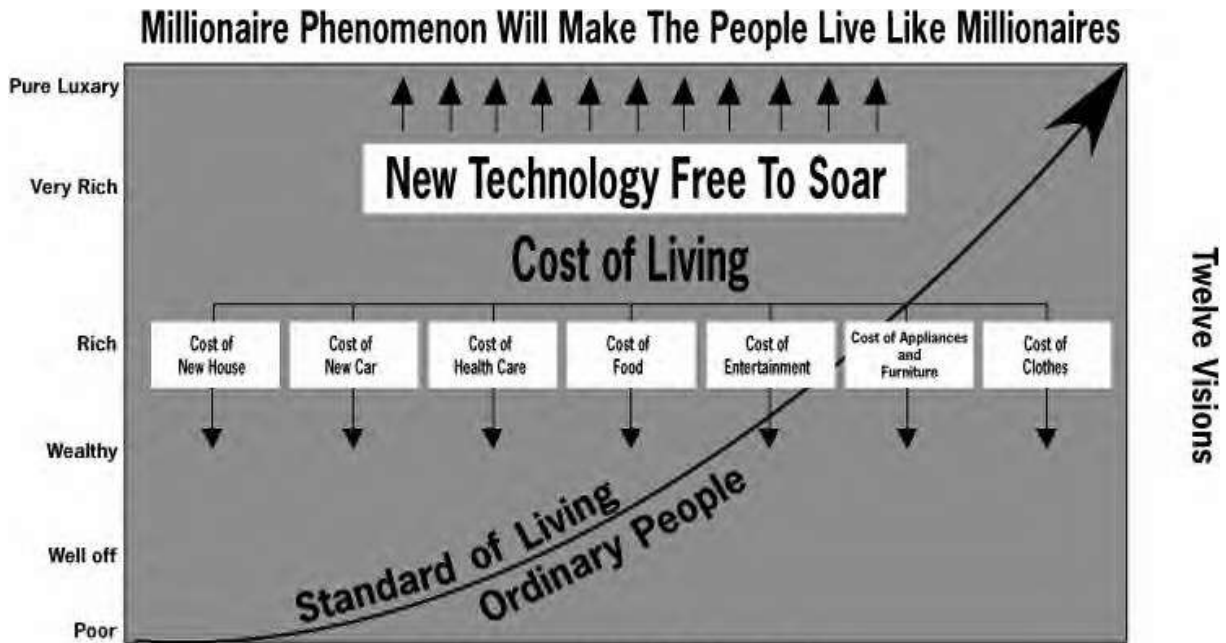 Millionaire Phenomenon Will Make The People Live Like Millionaires
Pure Luxary
Very Rich
Rich
Wealthy
Well off
Poor
New Technology Free To Soar
Cost of Living
Cost of
New House
Cost of
New Car
Cost of
Health Care
Cost of
Food
Cost of
Entertainment
Cost of Appliances
and
Furniture
Cost of
Clothes
Standard of Living
Ordinary People
Twelve Visions